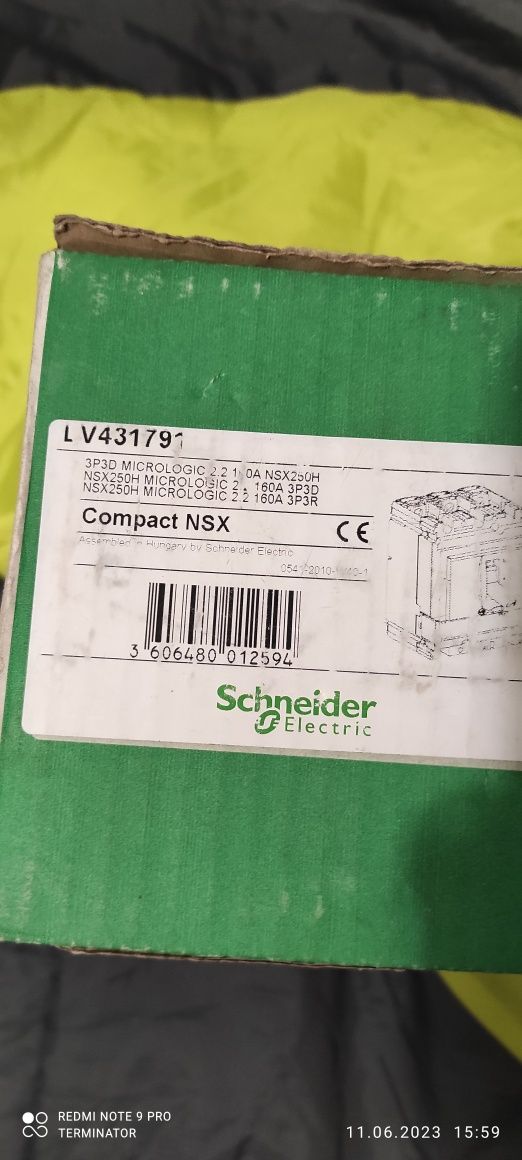 LV431791
3P3D MICROLOGIC 2.2 160A NSX250H
NSX250H MICROLOGIC 2. 160A 3P3D
NSX250H MICROLOGIC 2.2 160A 3P3R
Compact NSX
CE
Assembled in Hungary by Schneider Electric
3 606480 012594
Schneider
Electric
REDMI NOTE 9 PRO
TERMINATOR
11.06.2023 15:59